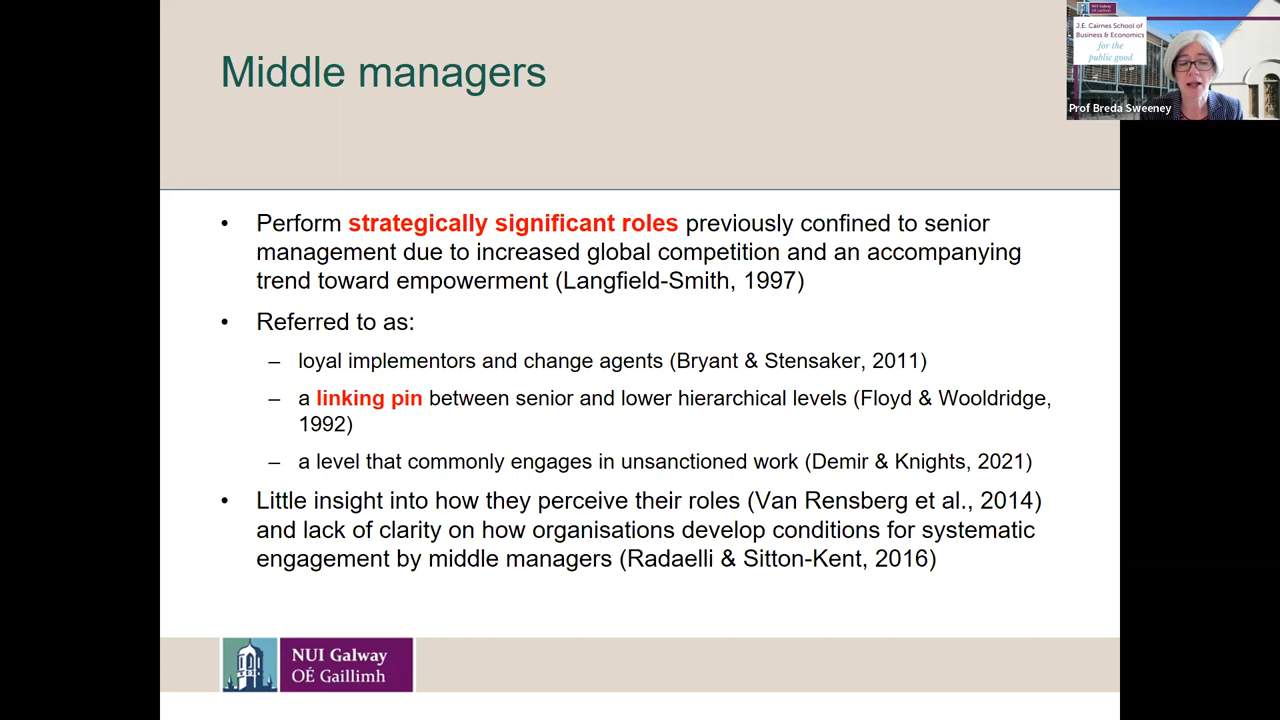 Middle managers
NUI Galway
OÉ Gaillimh
J.E. Cairnes School of
Business & Economics
for the
public good
Prof Breda Sweeney
• Perform strategically significant roles previously confined to senior
management due to increased global competition and an accompanying
trend toward empowerment (Langfield-Smith, 1997)
• Referred to as:
– loyal implementors and change agents (Bryant & Stensaker, 2011)
– a linking pin between senior and lower hierarchical levels (Floyd & Wooldridge,
1992)
– a level that commonly engages in unsanctioned work (Demir & Knights, 2021)
• Little insight into how they perceive their roles (Van Rensberg et al., 2014)
and lack of clarity on how organisations develop conditions for systematic
engagement by middle managers (Radaelli & Sitton-Kent, 2016)
NUI Galway
OÉ Gaillimh